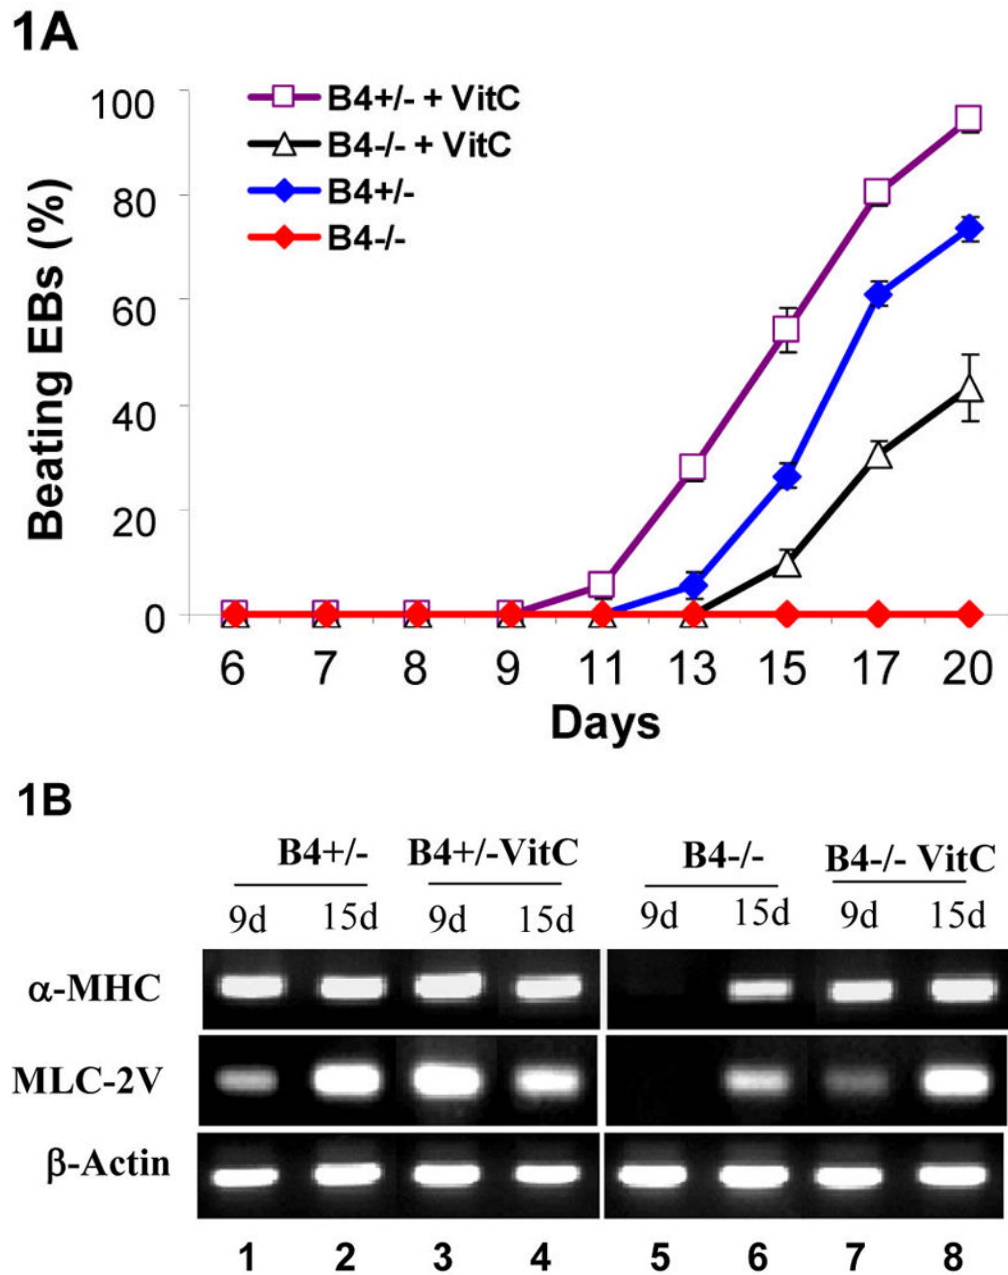 1A
100
80
60
40
20
0
Beating EBs (%)
B4+/- + VitC
B4-/- + VitC
B4+/-
B4-/-
6 7 8 9 11 13 15 17 20
Days
1B
B4+/- B4+/-VitC B4-/- B4-/- VitC
9d 15d 9d 15d 9d 15d 9d 15d
α-MHC
MLC-2V
β-Actin
1 2 3 4 5 6 7 8